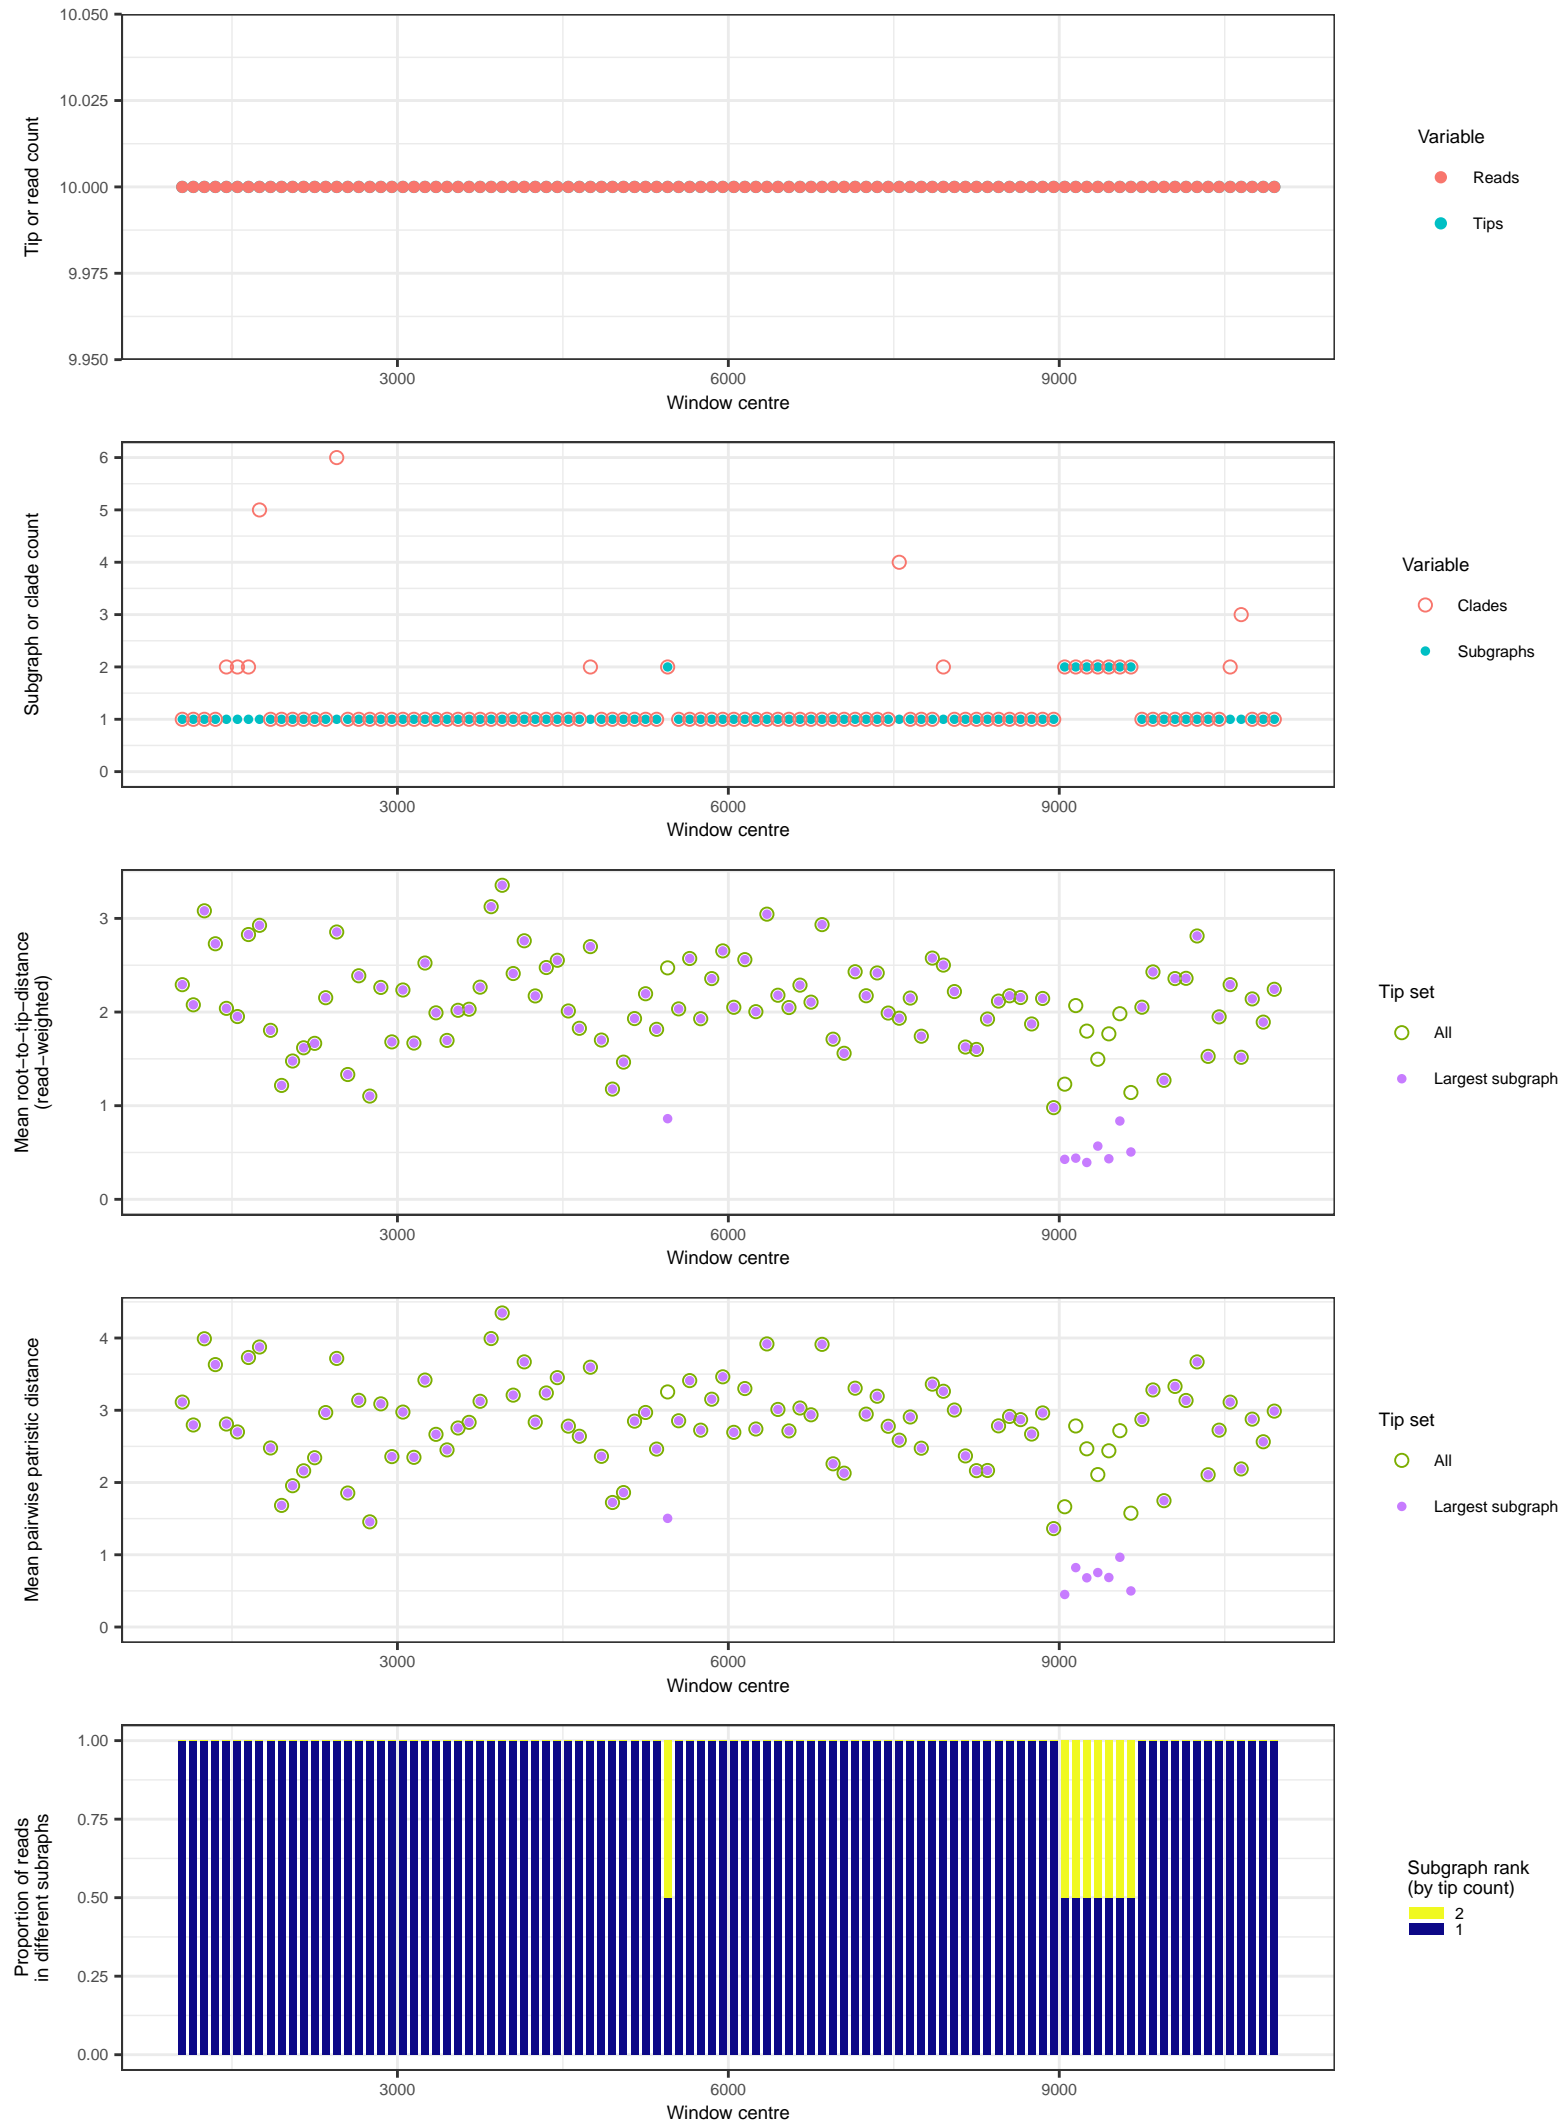 10.050
10.025
10.000
9.975
9.950
Tip or read count
3000
6000
9000
Window centre
Variable
Reads
Tips
6
5
4
3
2
1
0
Subgraph or clade count
3000
6000
9000
Window centre
Variable
Clades
Subgraphs
3
2
1
0
Mean root−to−tip−distance
(read−weighted)
3000
6000
9000
Window centre
Tip set
All
Largest subgraph
4
3
2
1
0
Mean pairwise patristic distance
3000
6000
9000
Window centre
Tip set
All
Largest subgraph
1.00
0.75
0.50
0.25
0.00
Proportion of reads
in different subraphs
3000
6000
9000
Window centre
Subgraph rank
(by tip count)
2
1